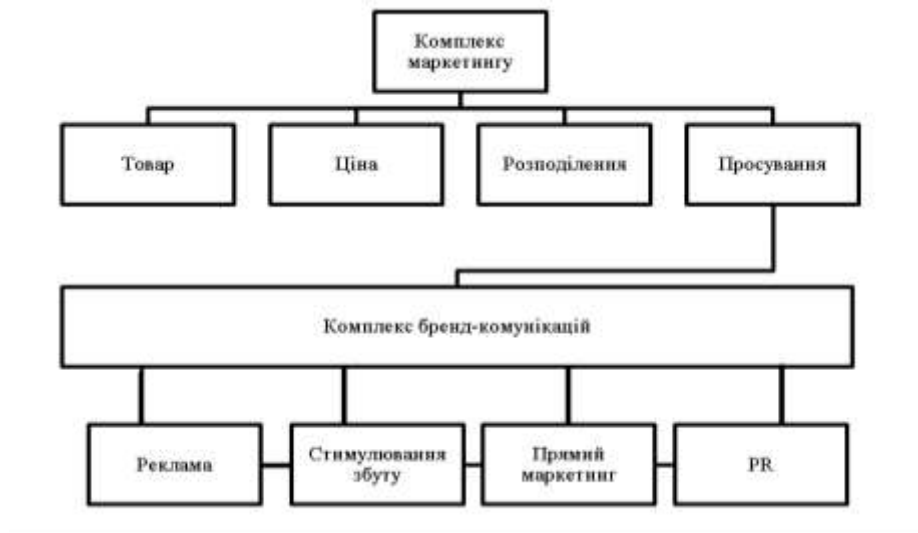 Комплекс
маркетингу
Товар
Ціна
Розподілення
Просування
Комплекс бренд-комунікацій
Реклама
Стимулювання
збуту
Прямий
маркетинг
PR